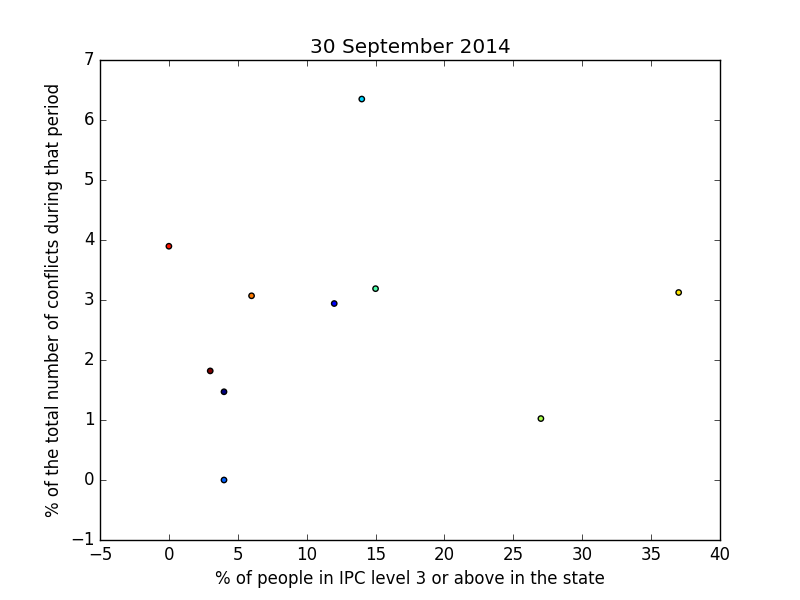 30 September 2014
% of the total number of conflicts during that period
7
6
5
4
3
2
1
0
−1
−5 0 5 10 15 20 25 30 35 40
% of people in IPC level 3 or above in the state